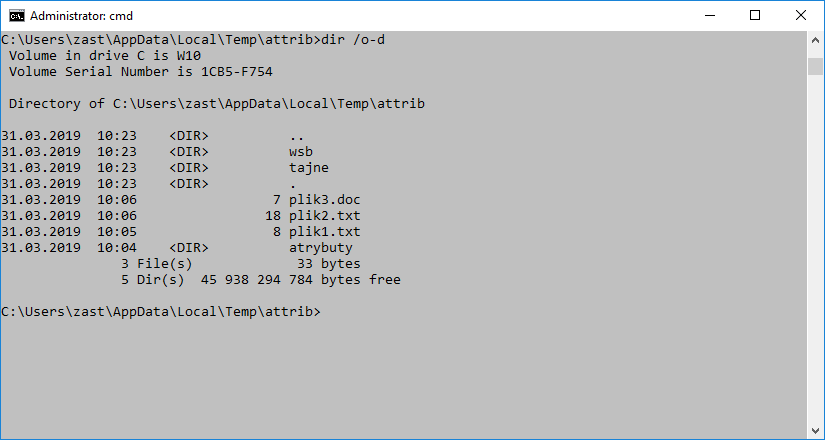 Administrator: cmd
C:\Users\zast\AppData\Local\Temp\attrib>dir /o-d
 Volume in drive C is W10
 Volume Serial Number is 1CB5-F754

 Directory of C:\Users\zast\AppData\Local\Temp\attrib

31.03.2019  10:23    <DIR>          ..
31.03.2019  10:23    <DIR>          wsb
31.03.2019  10:23    <DIR>          tajne
31.03.2019  10:23    <DIR>          .
31.03.2019  10:06                 7 plik3.doc
31.03.2019  10:06                18 plik2.txt
31.03.2019  10:05                 8 plik1.txt
31.03.2019  10:04    <DIR>          atrybuty
               3 File(s)             33 bytes
               5 Dir(s)  45 938 294 784 bytes free

C:\Users\zast\AppData\Local\Temp\attrib>